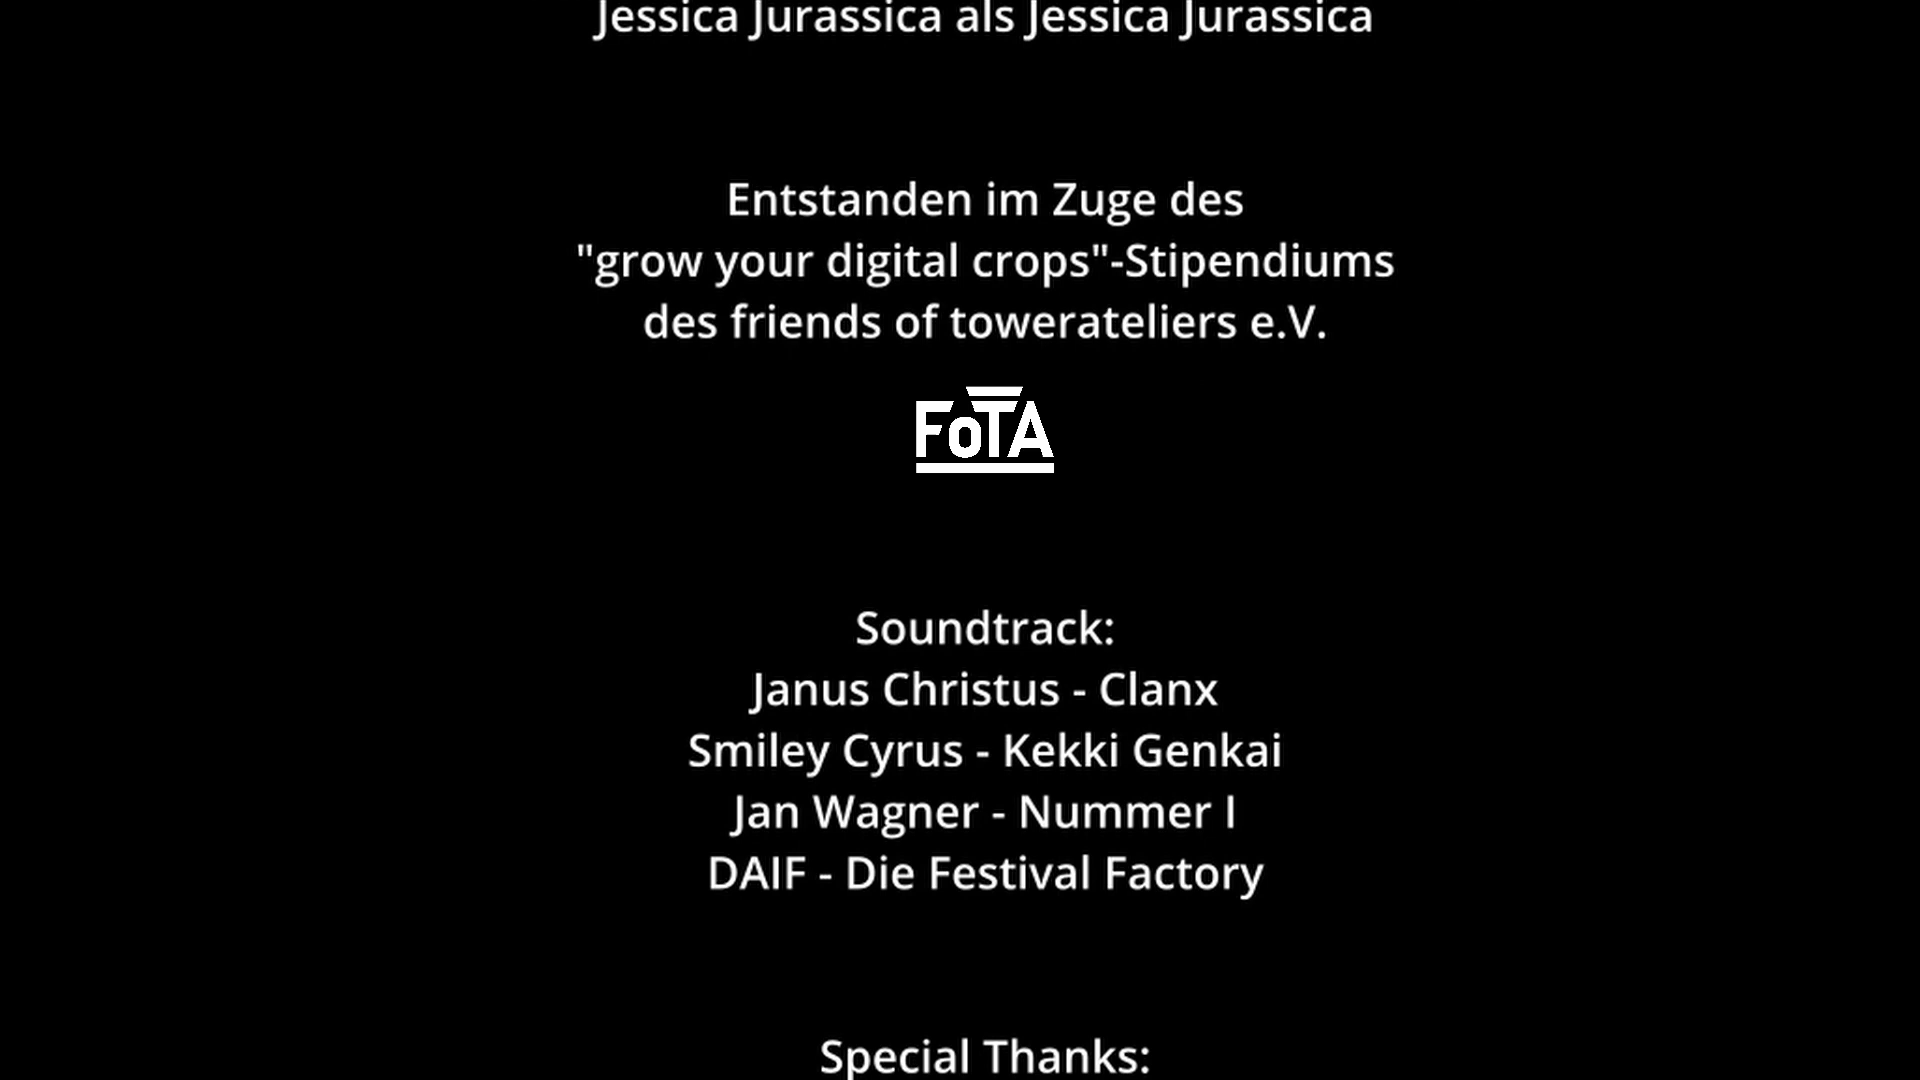 Jessica Jurassica als Jessica Jurassica
Entstanden im Zuge des
"grow your digital crops"-Stipendiums
des friends of towerateliers e.V.
FoTA
Soundtrack:
Janus Christus - Clanx
Smiley Cyrus - Kekki Genkai
Jan Wagner - Nummer I
DAIF - Die Festival Factory
Special Thanks: